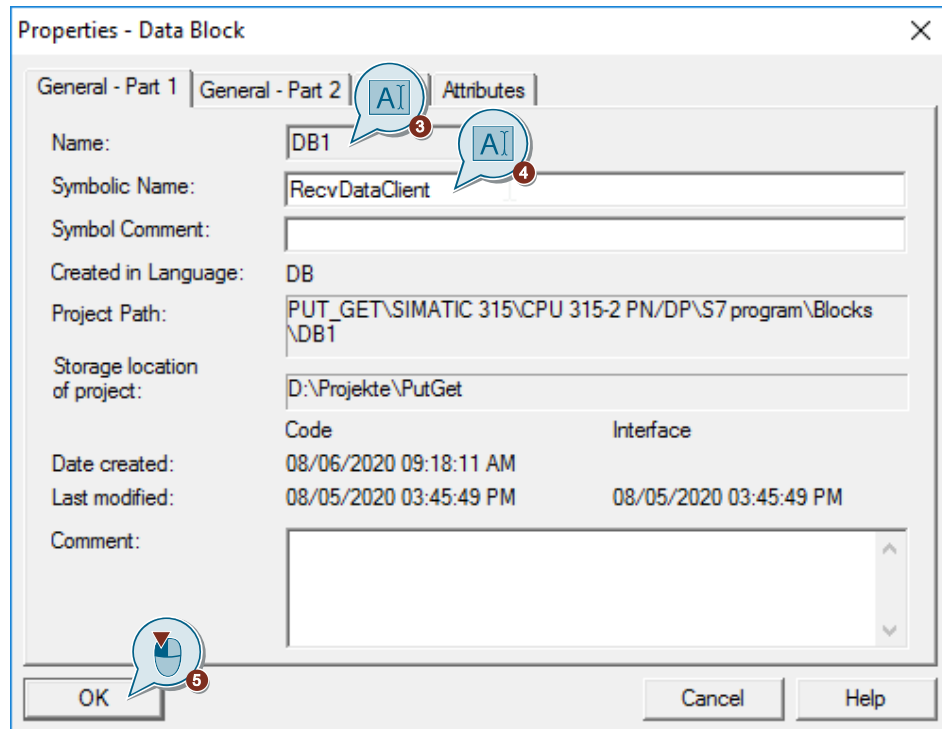 Properties - Data Block
General - Part 1 General - Part 2 Attributes
Name: DB1
A 3
A 4
Symbolic Name: RecvDataClient
Symbol Comment:
Created in Language: DB
Project Path: PUT_GET\SIMATIC 315\CPU 315-2 PN/DP\S7 program\Blocks
\DB1
Storage location
of project: D:\Projekte\PutGet
Code Interface
Date created: 08/06/2020 09:18:11 AM
Last modified: 08/05/2020 03:45:49 PM 08/05/2020 03:45:49 PM
Comment:
5
OK Cancel Help